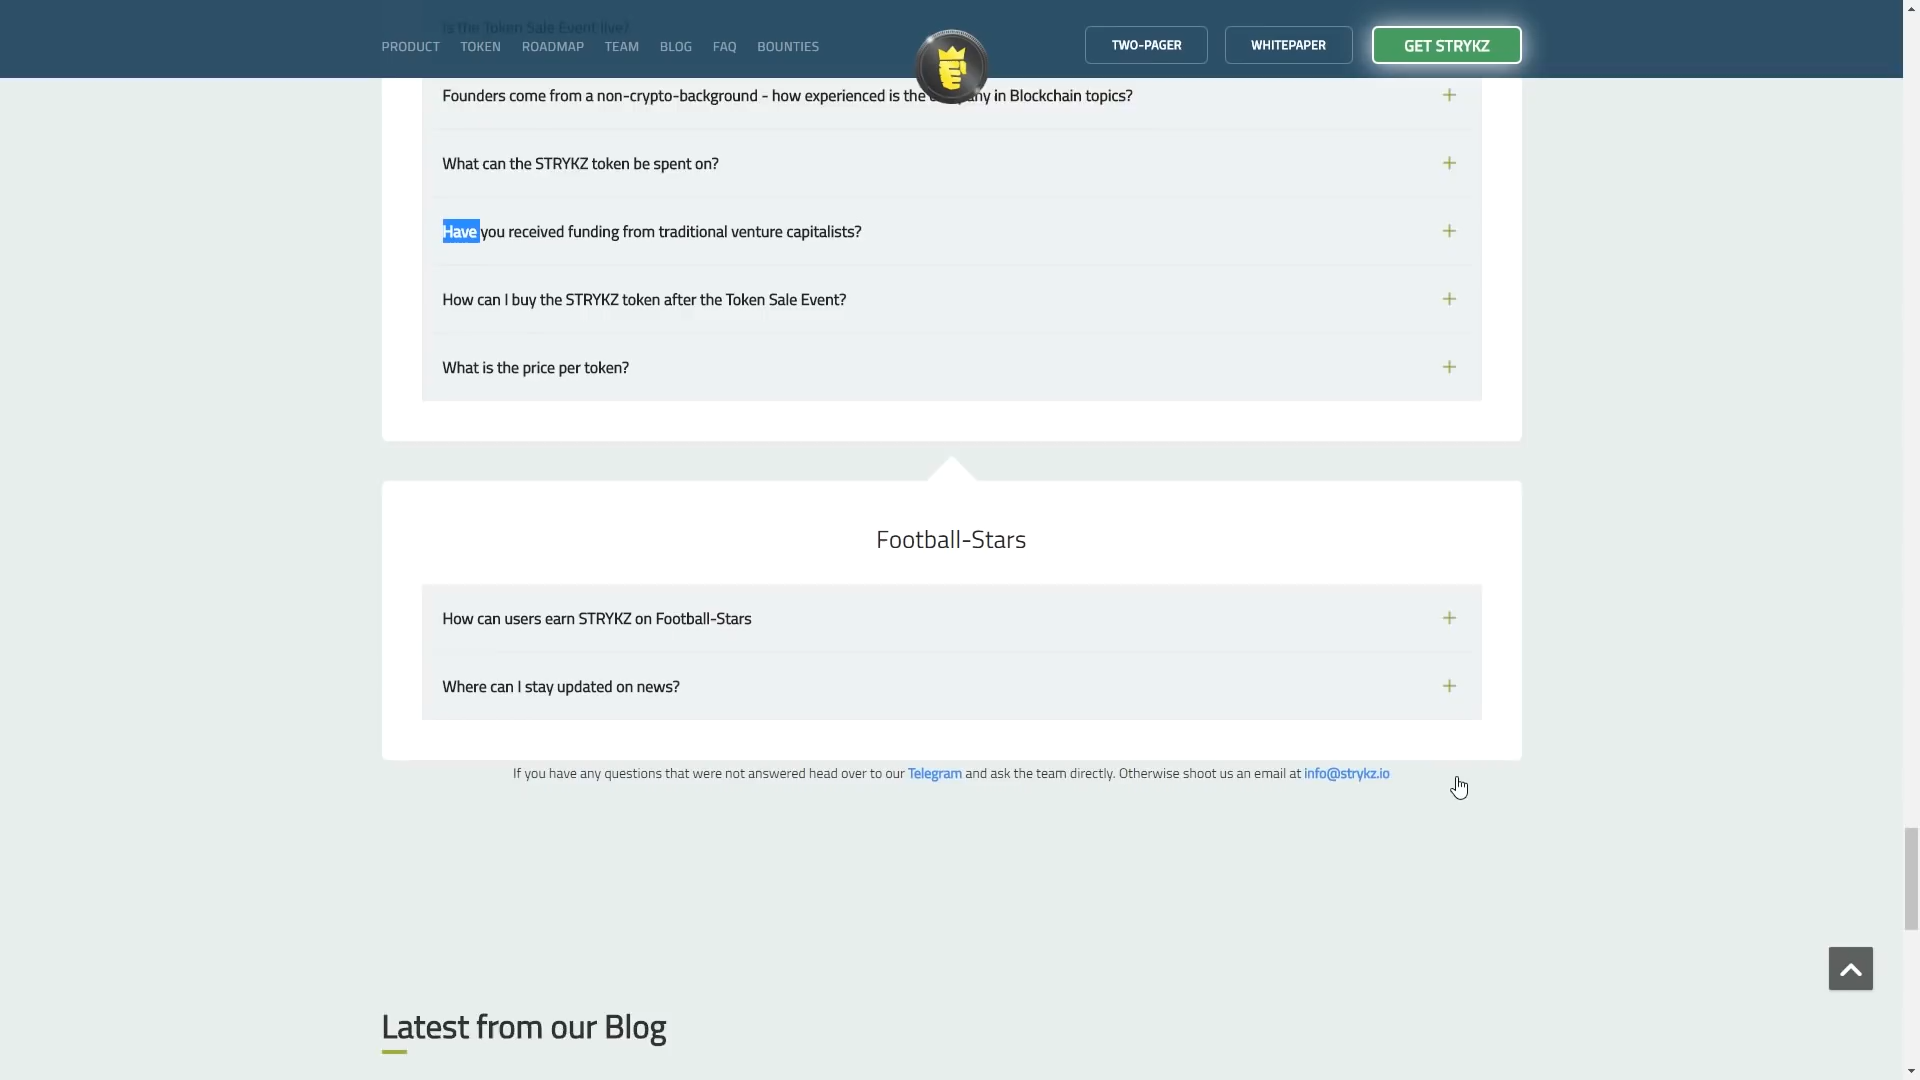 Is the Token Sale Event live?
PRODUCT TOKEN ROADMAP TEAM BLOG FAQ BOUNTIES TWO-PAGER WHITEPAPER GET STRYKZ
Founders come from a non-crypto-background - how experienced is the any in Blockchain topics?
What can the STRYKZ token be spent on?
Have you received funding from traditional venture capitalists?
How can I buy the STRYKZ token after the Token Sale Event?
What is the price per token?
Football-Stars
How can users earn STRYKZ on Football-Stars
Where can I stay updated on news?
If you have any questions that were not answered head over to our Telegram and ask the team directly. Otherwise shoot us an email at info@strykz.io
Latest from our Blog